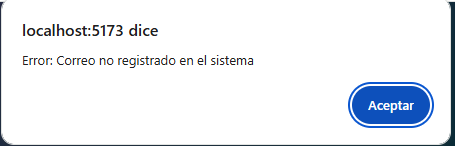 localhost:5173 dice
Error: Correo no registrado en el sistema
Aceptar